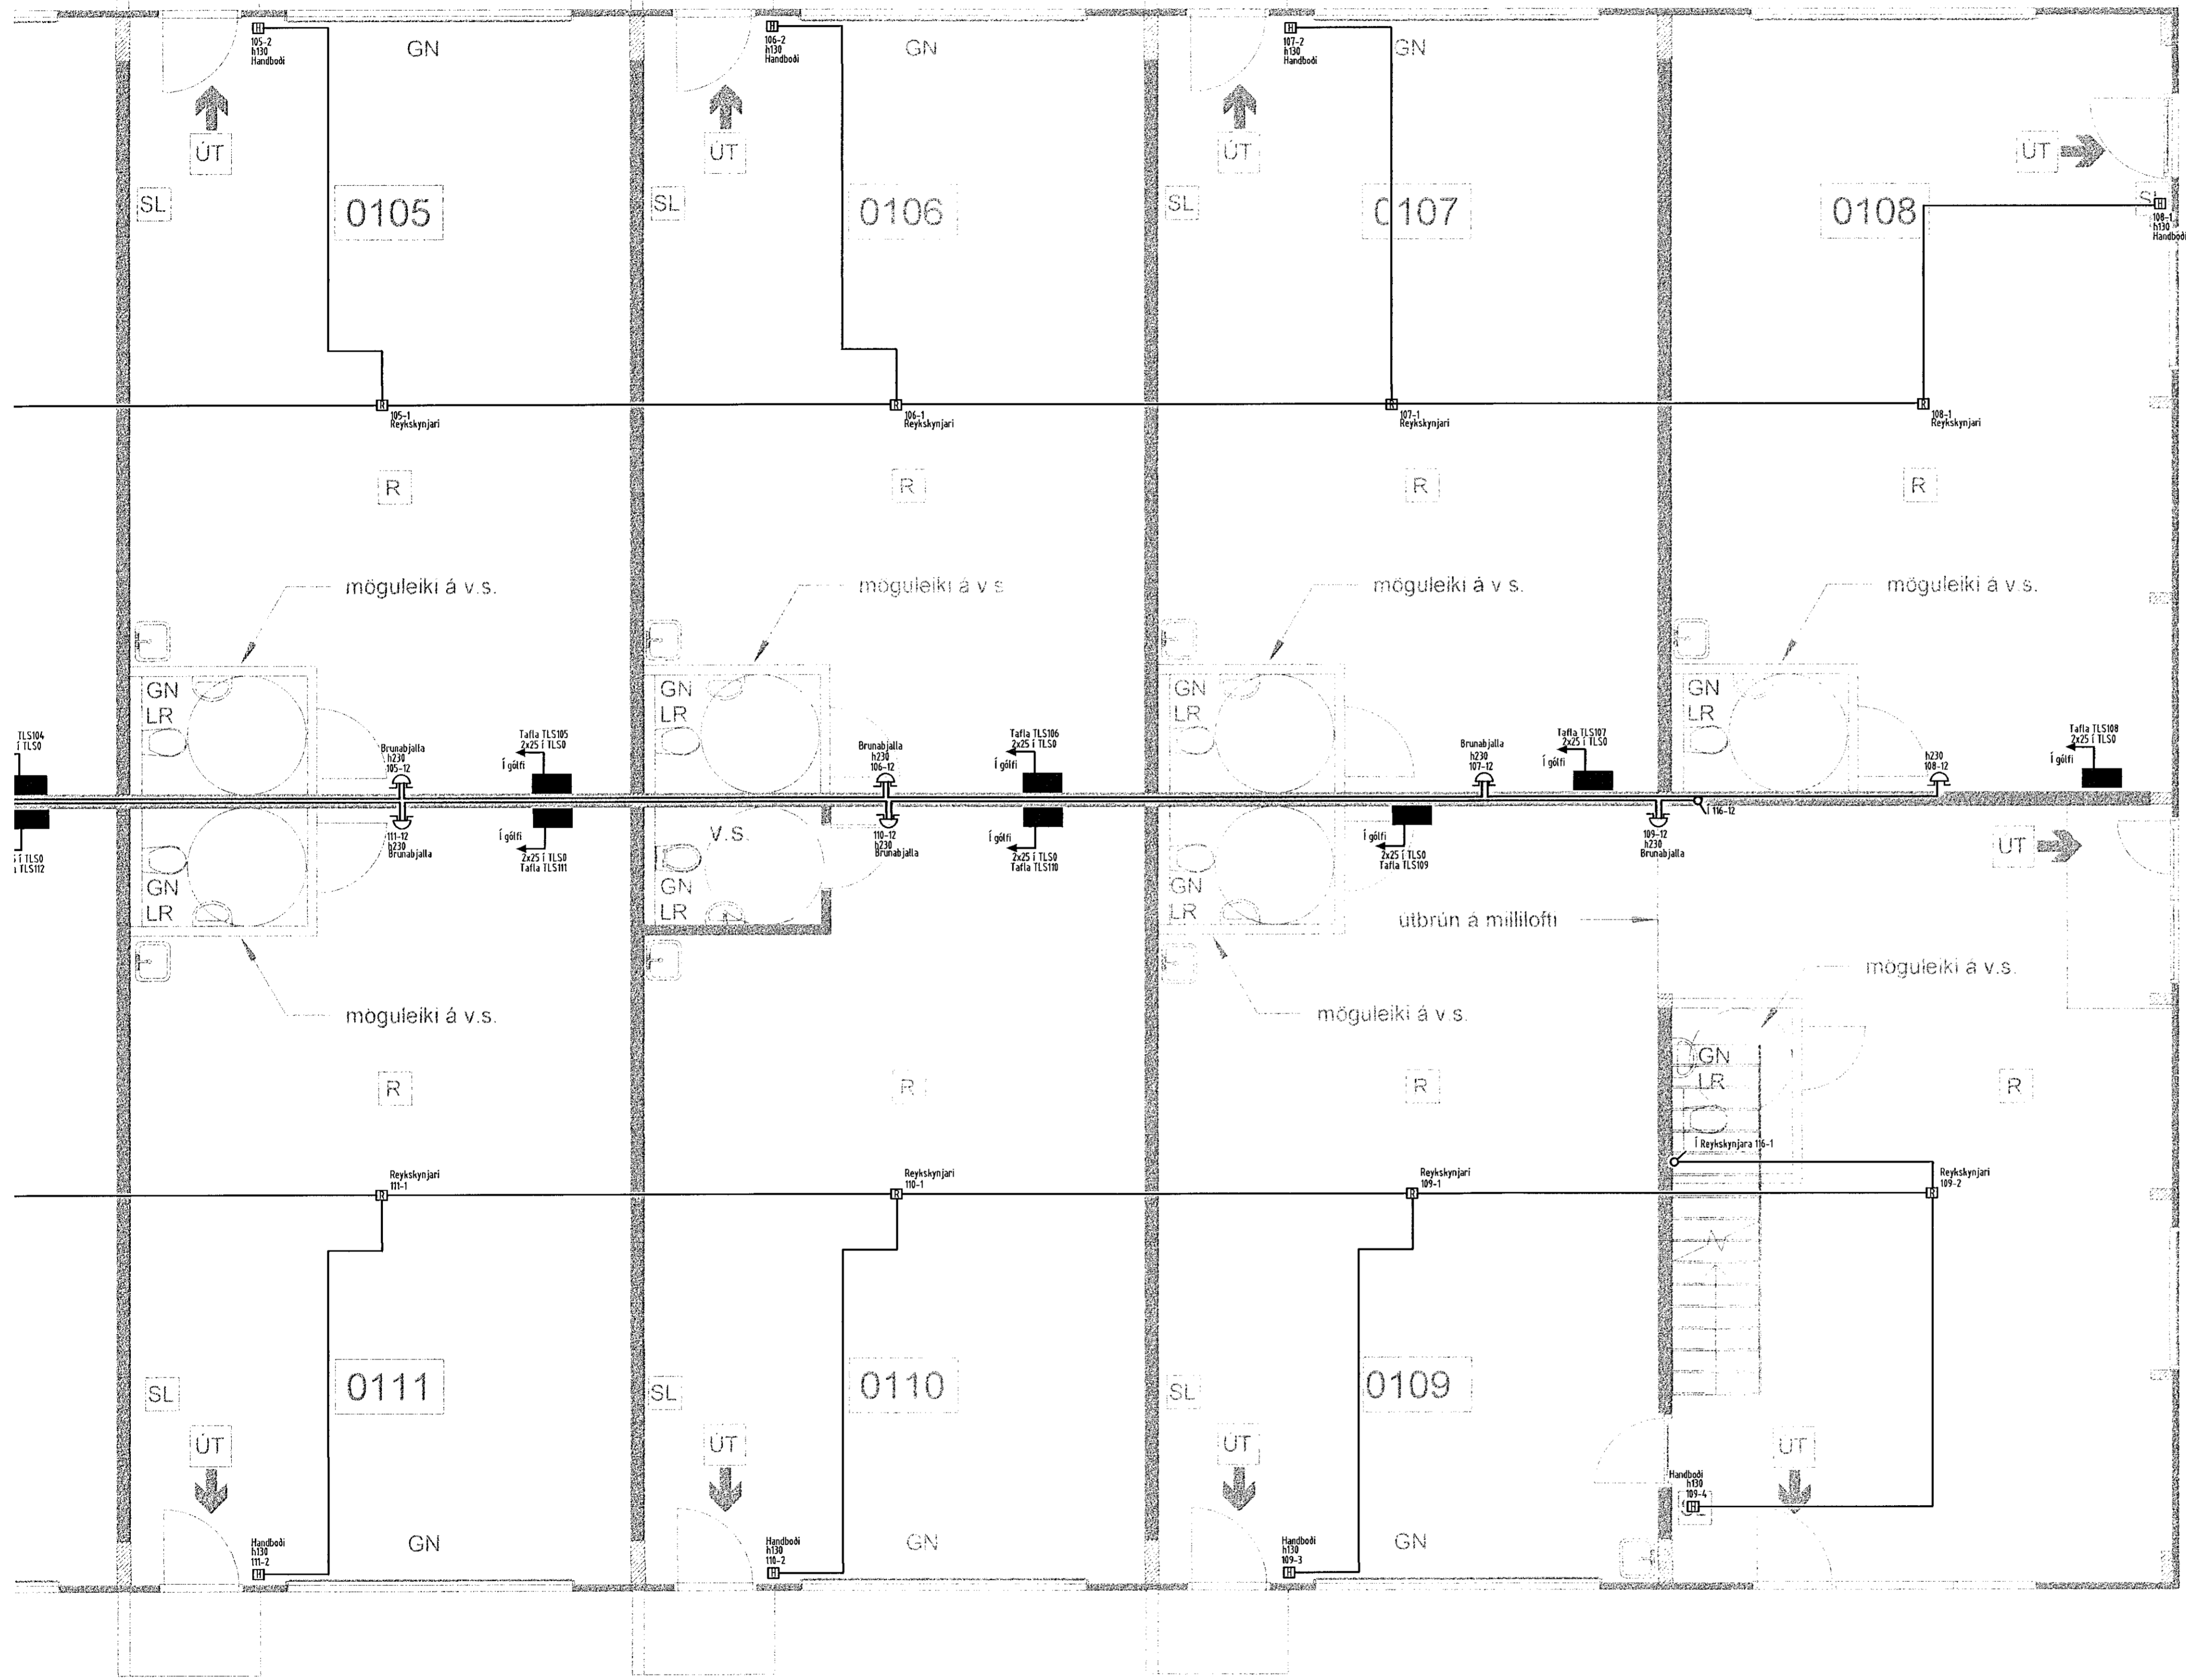 105-2
h130
Handboði
GN
106-2
h130
Handboði
GN
107-2
h130
Handboði
GN
ÚT
ÚT
ÚT
ÚT
SL
0105
SL
0106
SL
0107
0108
SL
108-1
h130
Handboði
105-1
Reykskynjari
106-1
Reykskynjari
107-1
Reykskynjari
108-1
Reykskynjari
R
R
R
R
möguleiki á v.s.
möguleiki á v s
möguleiki á v s.
möguleiki á v.s.
GN
LR
GN
LR
GN
LR
GN
LR
TLS104
í TLS0
Brunabjalla
h230
105-12
Tafla TLS105
2x25 í TLS0
Í gólfi
Brunabjalla
h230
106-12
Tafla TLS106
2x25 í TLS0
Í gólfi
Brunabjalla
h230
107-12
Tafla TLS107
2x25 í TLS0
Í gólfi
h230
108-12
Tafla TLS108
2x25 í TLS0
Í gólfi
Í 116-12
í TLS0
TLS112
111-12
h230
Brunabjalla
Í gólfi
2x25 í TLS0
Tafla TLS111
V.S.
110-12
h230
Brunabjalla
Í gólfi
2x25 í TLS0
Tafla TLS110
Í gólfi
2x25 í TLS0
Tafla TLS109
109-12
h230
Brunabjalla
ÚT
GN
LR
GN
LR
GN
LR
útbrún á millilofti
möguleiki á v.s.
möguleiki á v.s.
möguleiki á v.s.
GN
LR
R
R
R
R
Í Reykskynjara 116-1
Reykskynjari
111-1
Reykskynjari
110-1
Reykskynjari
109-1
Reykskynjari
109-2
SL
0111
SL
0110
SL
0109
ÚT
ÚT
ÚT
ÚT
Handboði
h130
109-4
SL
Handboði
h130
111-2
GN
Handboði
h130
110-2
GN
Handboði
h130
109-3
GN